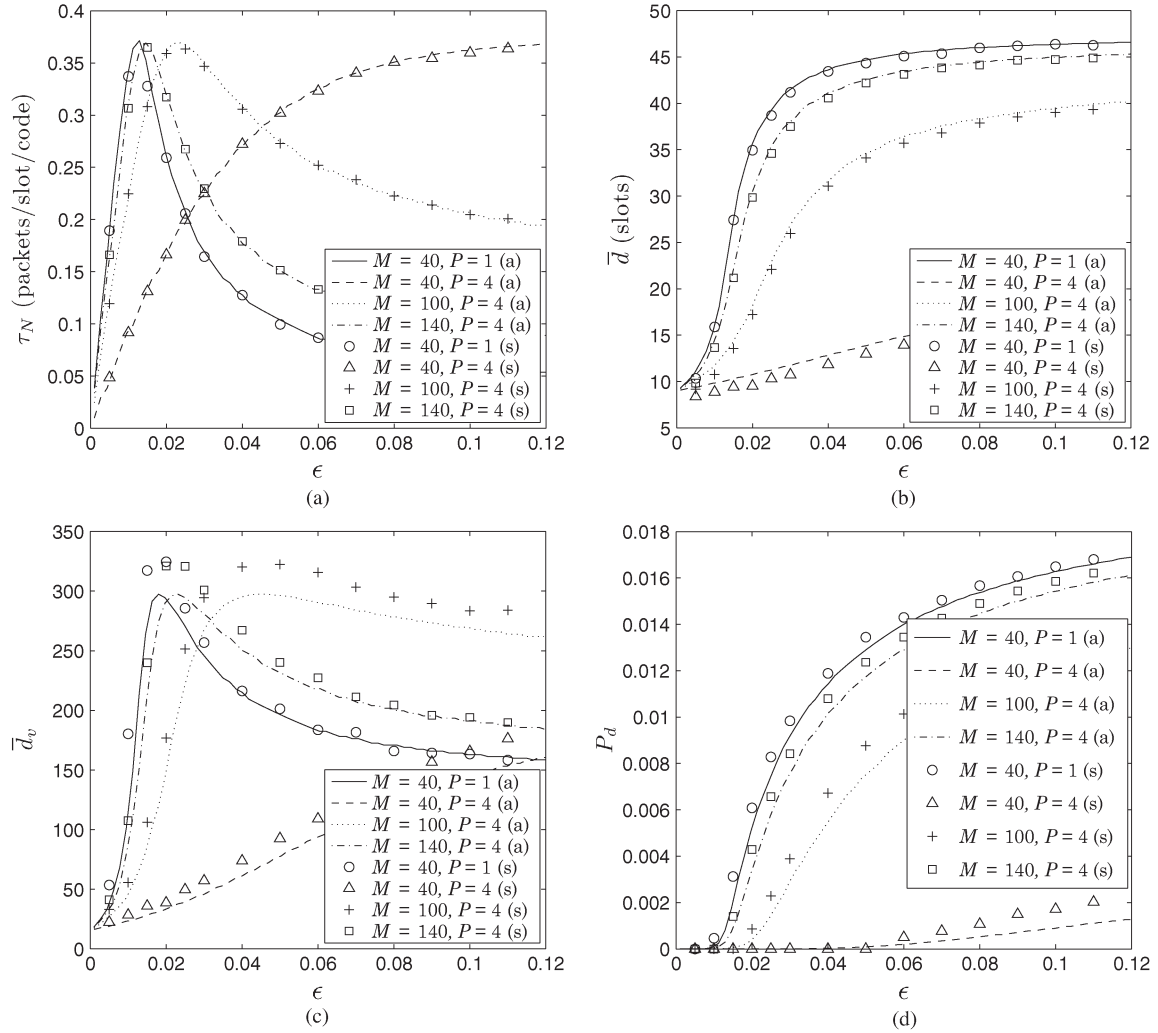 τ_N (packets/slot/code)
0.4
0.35
0.3
0.25
0.2
0.15
0.1
0.05
0
M = 40, P = 1 (a)
M = 40, P = 4 (a)
M = 100, P = 4 (a)
M = 140, P = 4 (a)
M = 40, P = 1 (s)
M = 40, P = 4 (s)
M = 100, P = 4 (s)
M = 140, P = 4 (s)
0 0.02 0.04 0.06 0.08 0.1 0.12
ϵ
(a)
d̅ (slots)
50
45
40
35
30
25
20
15
10
5
M = 40, P = 1 (a)
M = 40, P = 4 (a)
M = 100, P = 4 (a)
M = 140, P = 4 (a)
M = 40, P = 1 (s)
M = 40, P = 4 (s)
M = 100, P = 4 (s)
M = 140, P = 4 (s)
0 0.02 0.04 0.06 0.08 0.1 0.12
ϵ
(b)
d̅_v
350
300
250
200
150
100
50
0
M = 40, P = 1 (a)
M = 40, P = 4 (a)
M = 100, P = 4 (a)
M = 140, P = 4 (a)
M = 40, P = 1 (s)
M = 40, P = 4 (s)
M = 100, P = 4 (s)
M = 140, P = 4 (s)
0 0.02 0.04 0.06 0.08 0.1 0.12
ϵ
(c)
P_d
0.018
0.016
0.014
0.012
0.01
0.008
0.006
0.004
0.002
0
M = 40, P = 1 (a)
M = 40, P = 4 (a)
M = 100, P = 4 (a)
M = 140, P = 4 (a)
M = 40, P = 1 (s)
M = 40, P = 4 (s)
M = 100, P = 4 (s)
M = 140, P = 4 (s)
0 0.02 0.04 0.06 0.08 0.1 0.12
ϵ
(d)